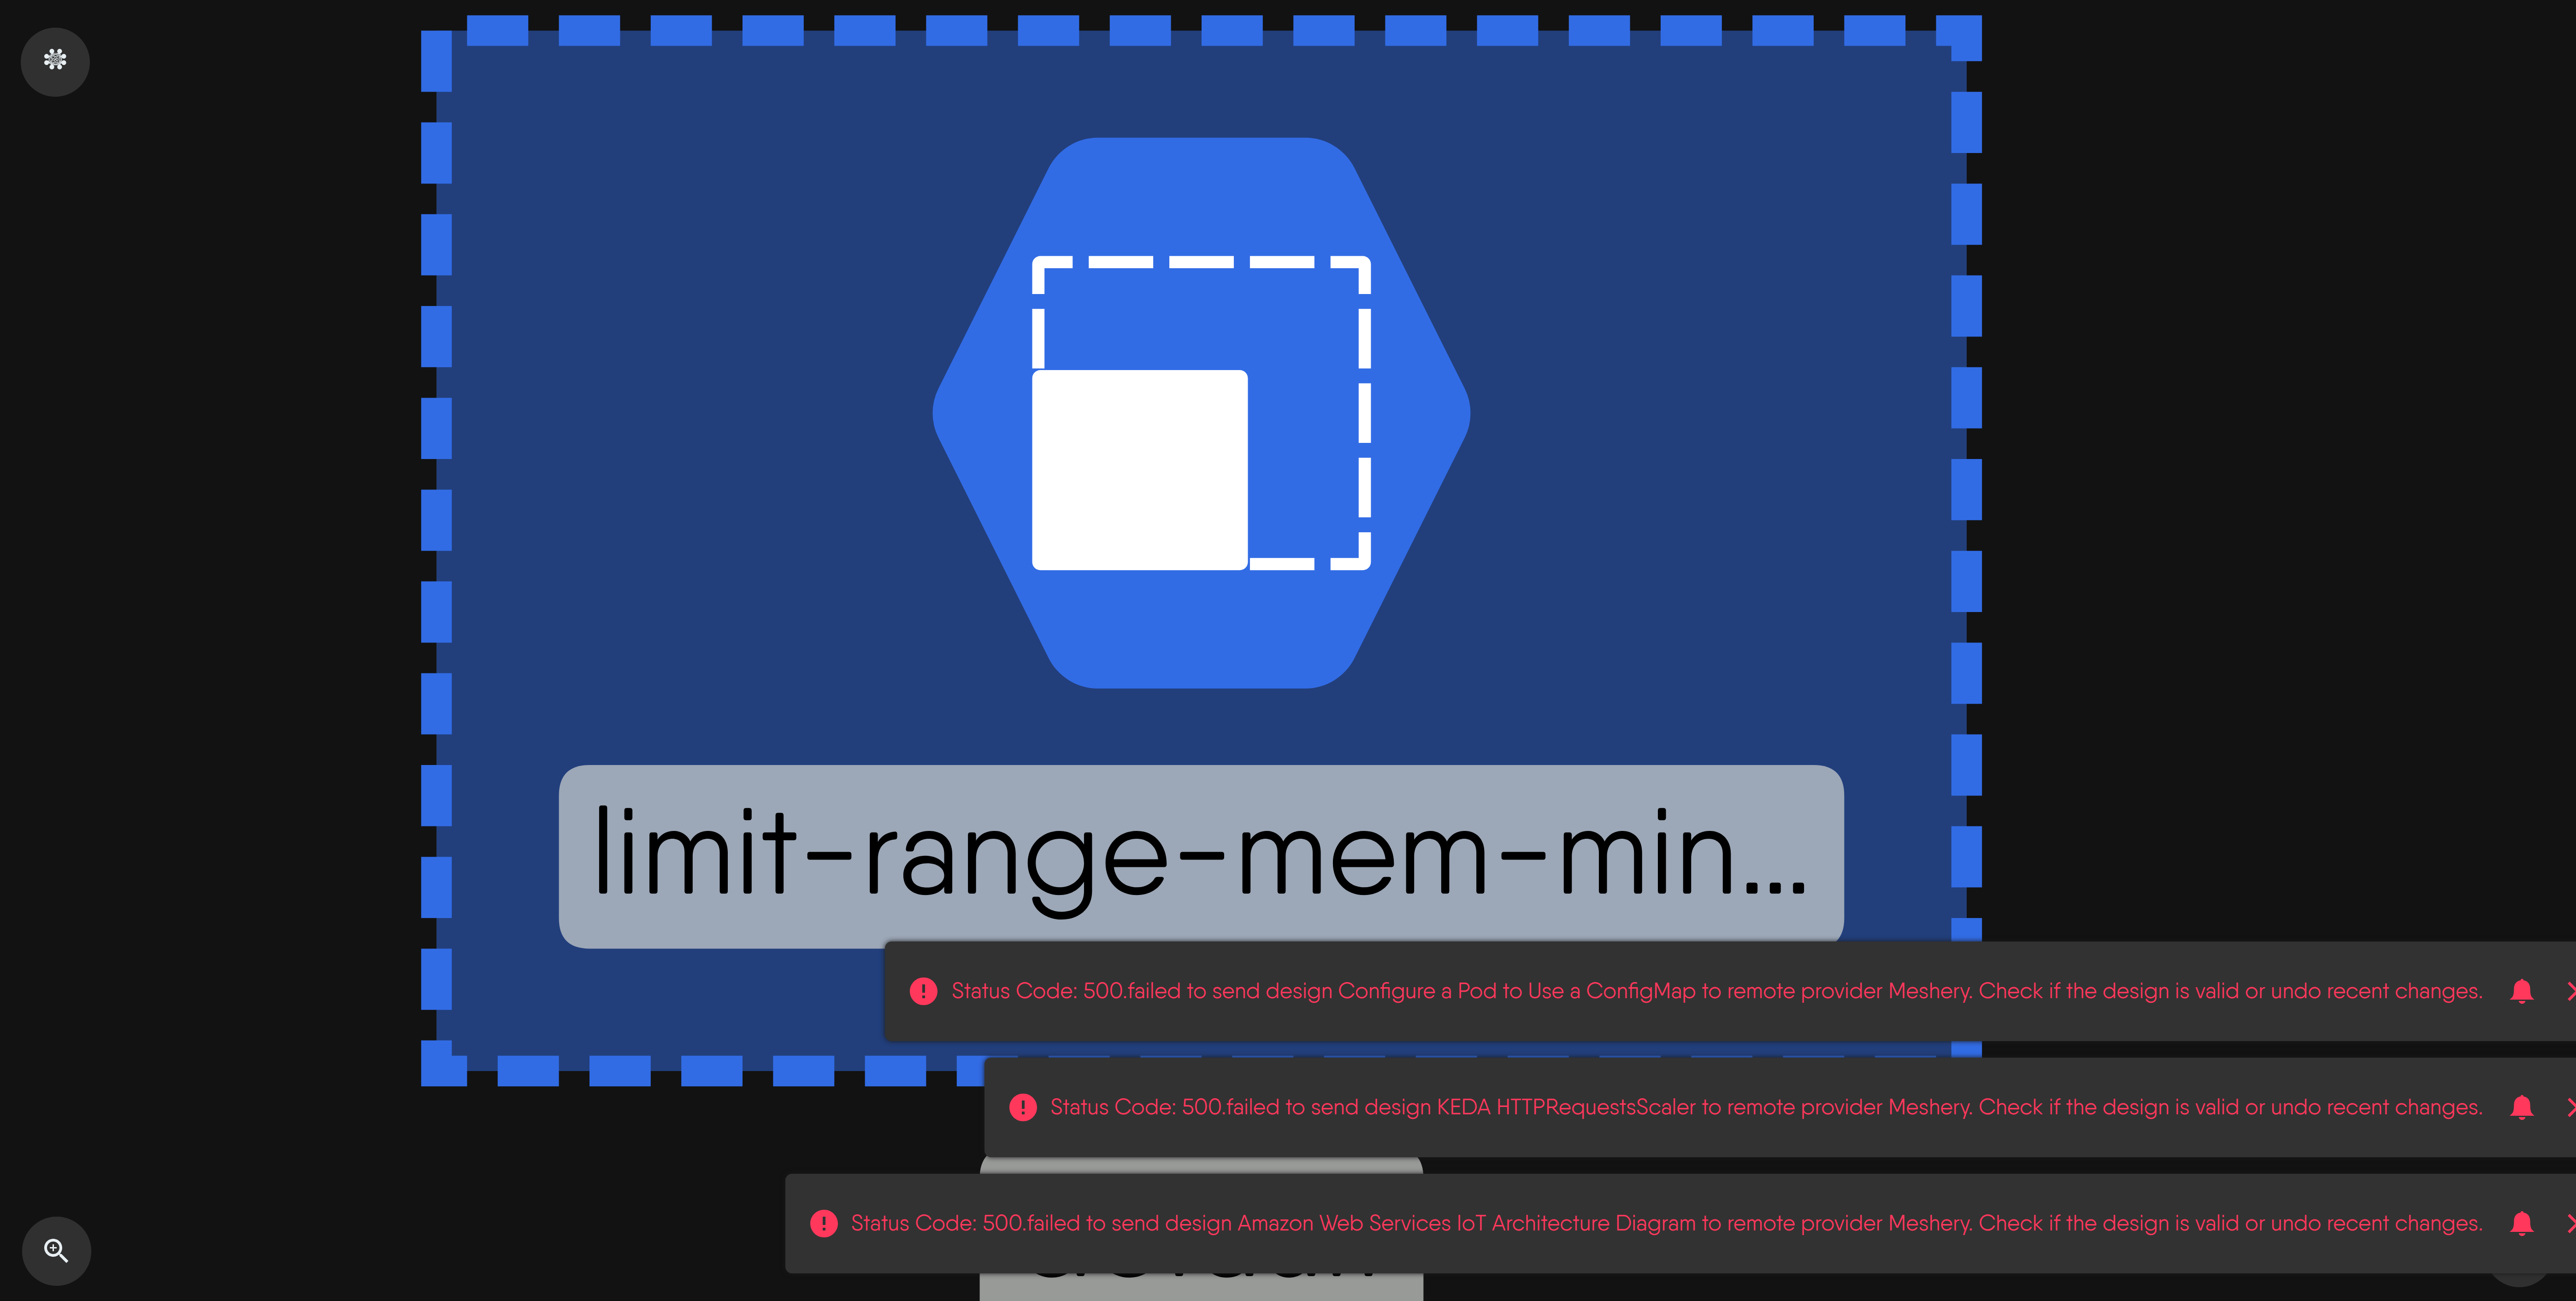 limit-range-mem-min...
Status Code: 500.failed to send design Configure a Pod to Use a ConfigMap to remote provider Meshery. Check if the design is valid or undo recent changes.
Status Code: 500.failed to send design KEDA HTTPRequestsScaler to remote provider Meshery. Check if the design is valid or undo recent changes.
Status Code: 500.failed to send design Amazon Web Services IoT Architecture Diagram to remote provider Meshery. Check if the design is valid or undo recent changes.